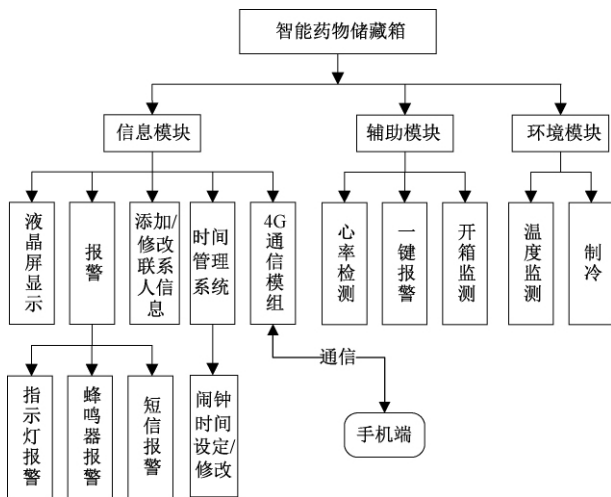 智能药物储藏箱
信息模块
辅助模块
环境模块
液晶屏显示
报警
添加/
修改
联系
人信
息
时间
管理
系统
4G
通信模组
心率检测
一键报警
开箱监测
温度监测
制冷
通信
指示灯报警
蜂鸣器报警
短信报警
闹钟
时间
设定/
修改
手机端